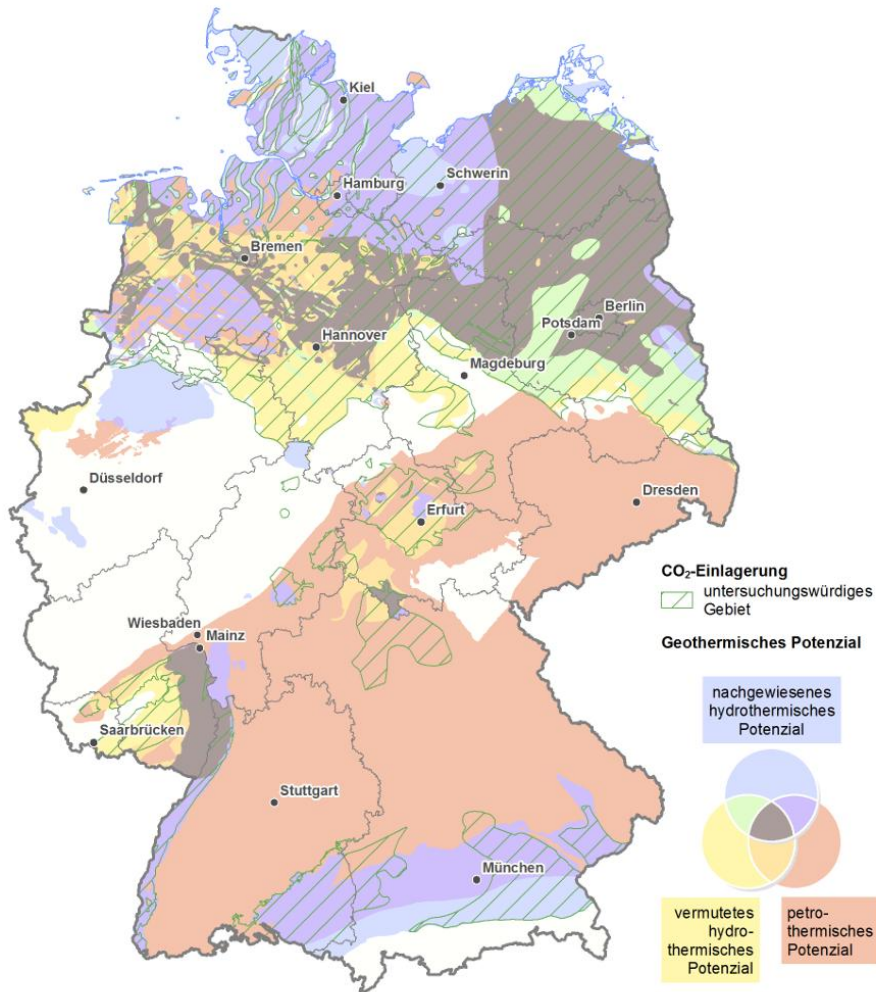 Kiel
Schwerin
Hamburg
Bremen
Berlin
Potsdam
Hannover
Magdeburg
Düsseldorf
Dresden
Erfurt
Wiesbaden
Mainz
Saarbrücken
Stuttgart
München
CO₂-Einlagerung
untersuchungswürdiges
Gebiet
Geothermisches Potenzial
nachgewiesenes
hydrothermisches
Potenzial
vermutetes
hydro-
thermisches
Potenzial
petro-
thermisches
Potenzial